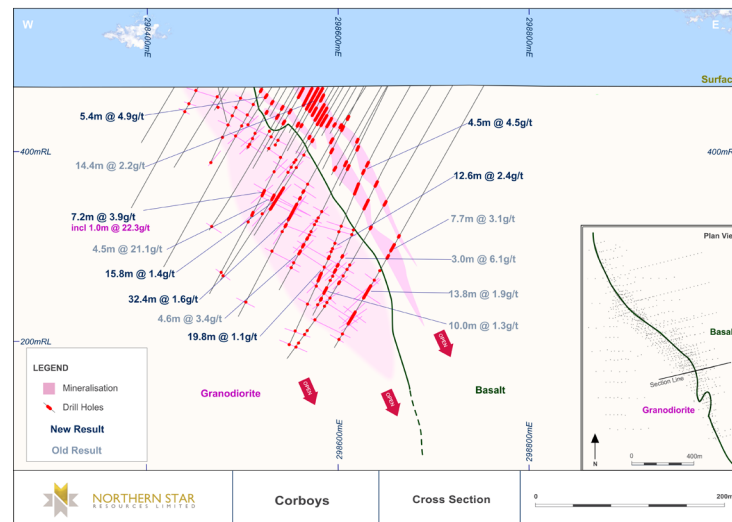 W
E
298400mE
298600mE
298800mE
Surfac
5.4m @ 4.9g/t
4.5m @ 4.5g/t
400mRL
400mRL
14.4m @ 2.2g/t
12.6m @ 2.4g/t
7.2m @ 3.9g/t
incl 1.0m @ 22.3g/t
7.7m @ 3.1g/t
4.5m @ 21.1g/t
3.0m @ 6.1g/t
15.8m @ 1.4g/t
13.8m @ 1.9g/t
32.4m @ 1.6g/t
4.6m @ 3.4g/t
10.0m @ 1.3g/t
19.8m @ 1.1g/t
200mRL
OPEN
OPEN
OPEN
Granodiorite
Basalt
298600mE
298800mE
LEGEND
Mineralisation
Drill Holes
New Result
Old Result
Plan Vie
Basal
Section Line
Granodiorite
N
0
400m
NORTHERN STAR
RESOURCES LIMITED
Corboys
Cross Section
0
200m